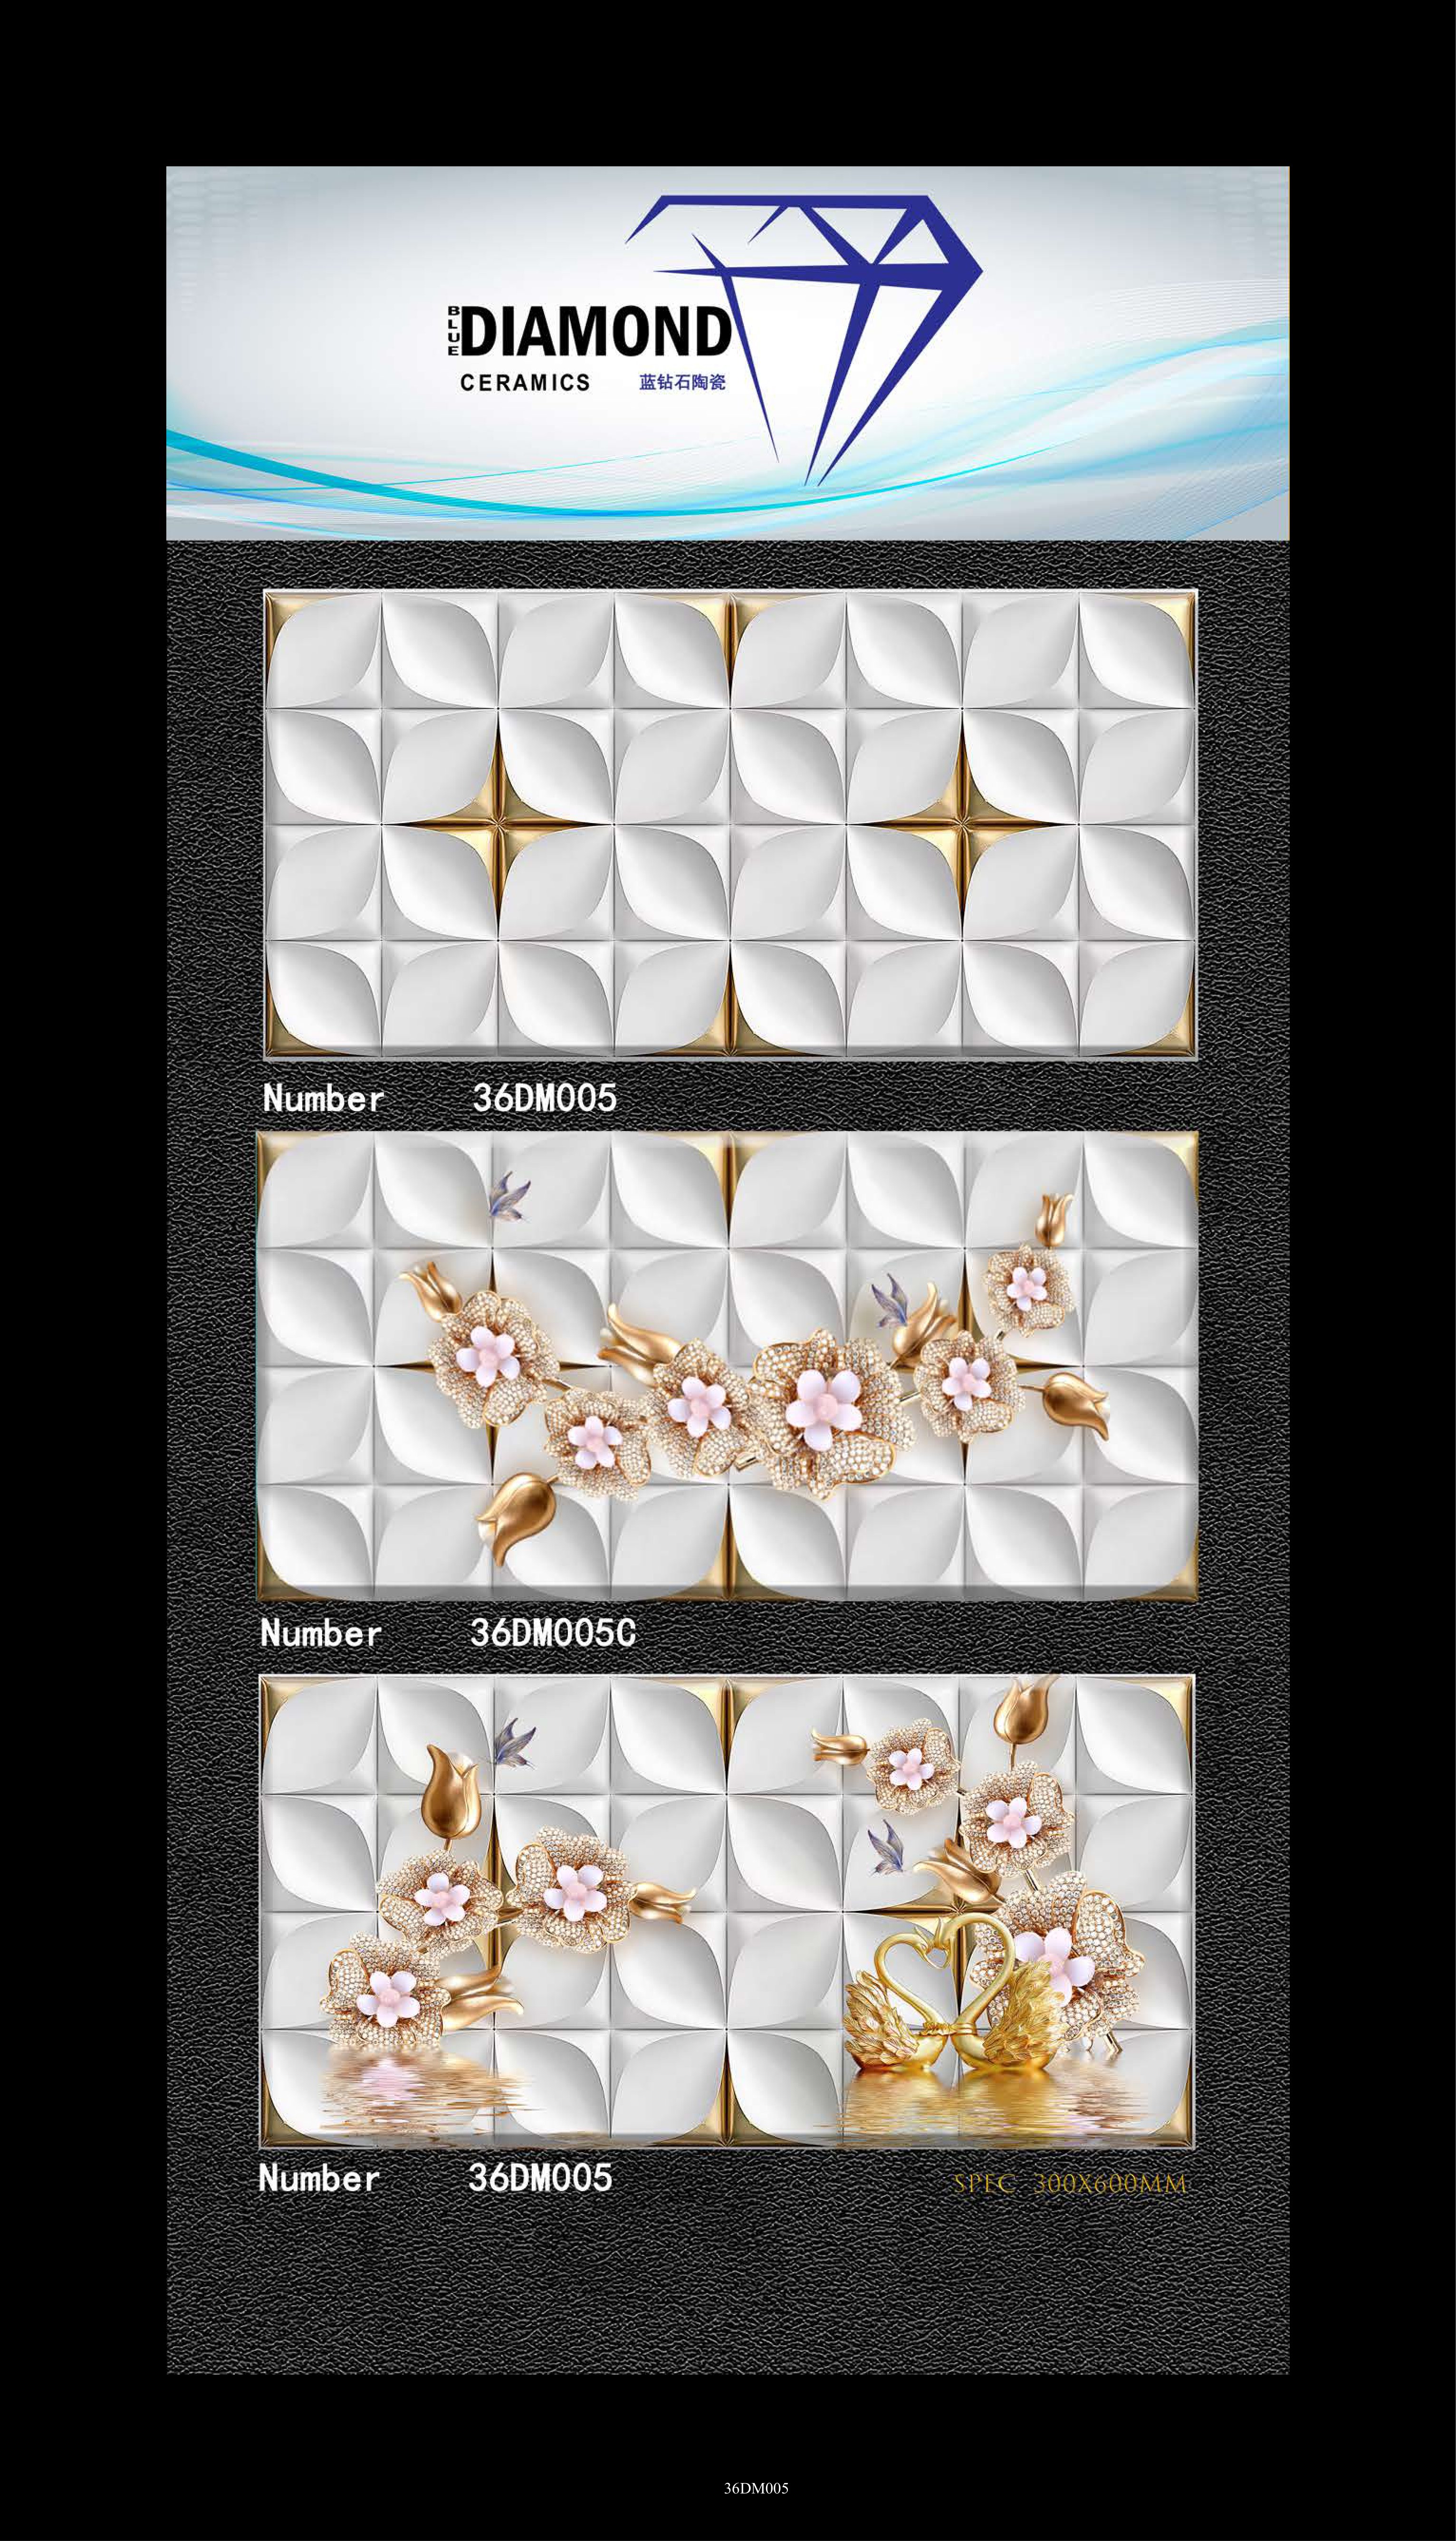 BLUE DIAMOND
CERAMICS 蓝钻石陶瓷
Number 36DM005
Number 36DM005C
Number 36DM005
SPEC 300X600MM
36DM005